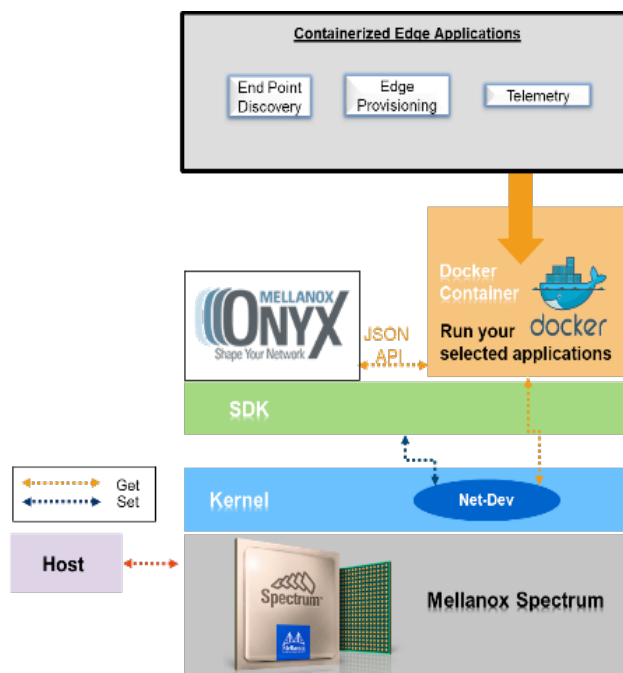 Containerized Edge Applications
End Point
Discovery
Edge
Provisioning
Telemetry
MELLANOX
ONYX
Shape Your Network
JSON
API
Docker
Container
docker
Run your
selected applications
SDK
Get
Set
Kernel
Net-Dev
Host
Spectrum
Mellanox
Mellanox Spectrum